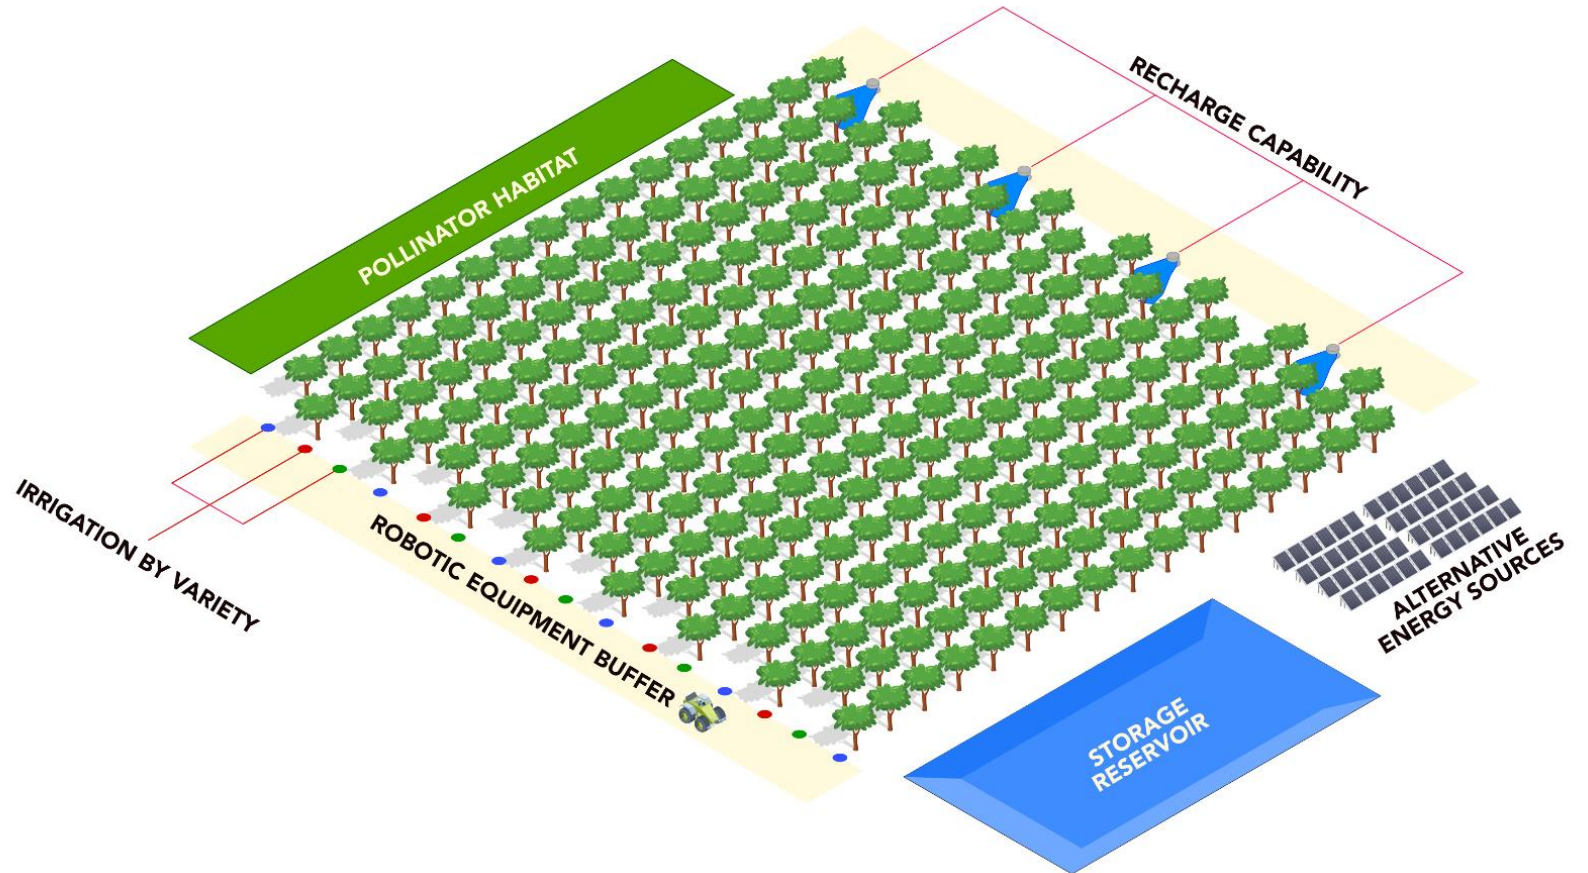 RECHARGE CAPABILITY
POLLINATOR HABITAT
IRRIGATION BY VARIETY
ROBOTIC EQUIPMENT BUFFER
ALTERNATIVE
ENERGY SOURCES
STORAGE
RESERVOIR